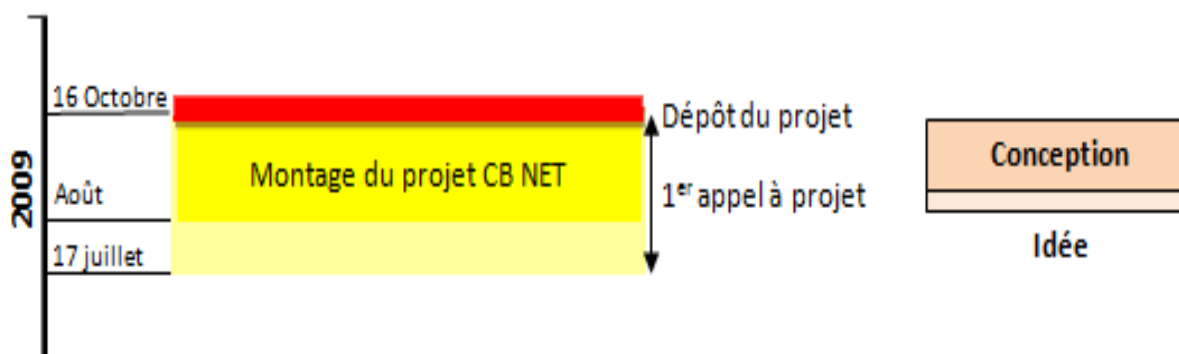 2009
16 Octobre
Août
17 juillet
Montage du projet CB NET
Dépôt du projet
1er appel à projet
Conception
Idée